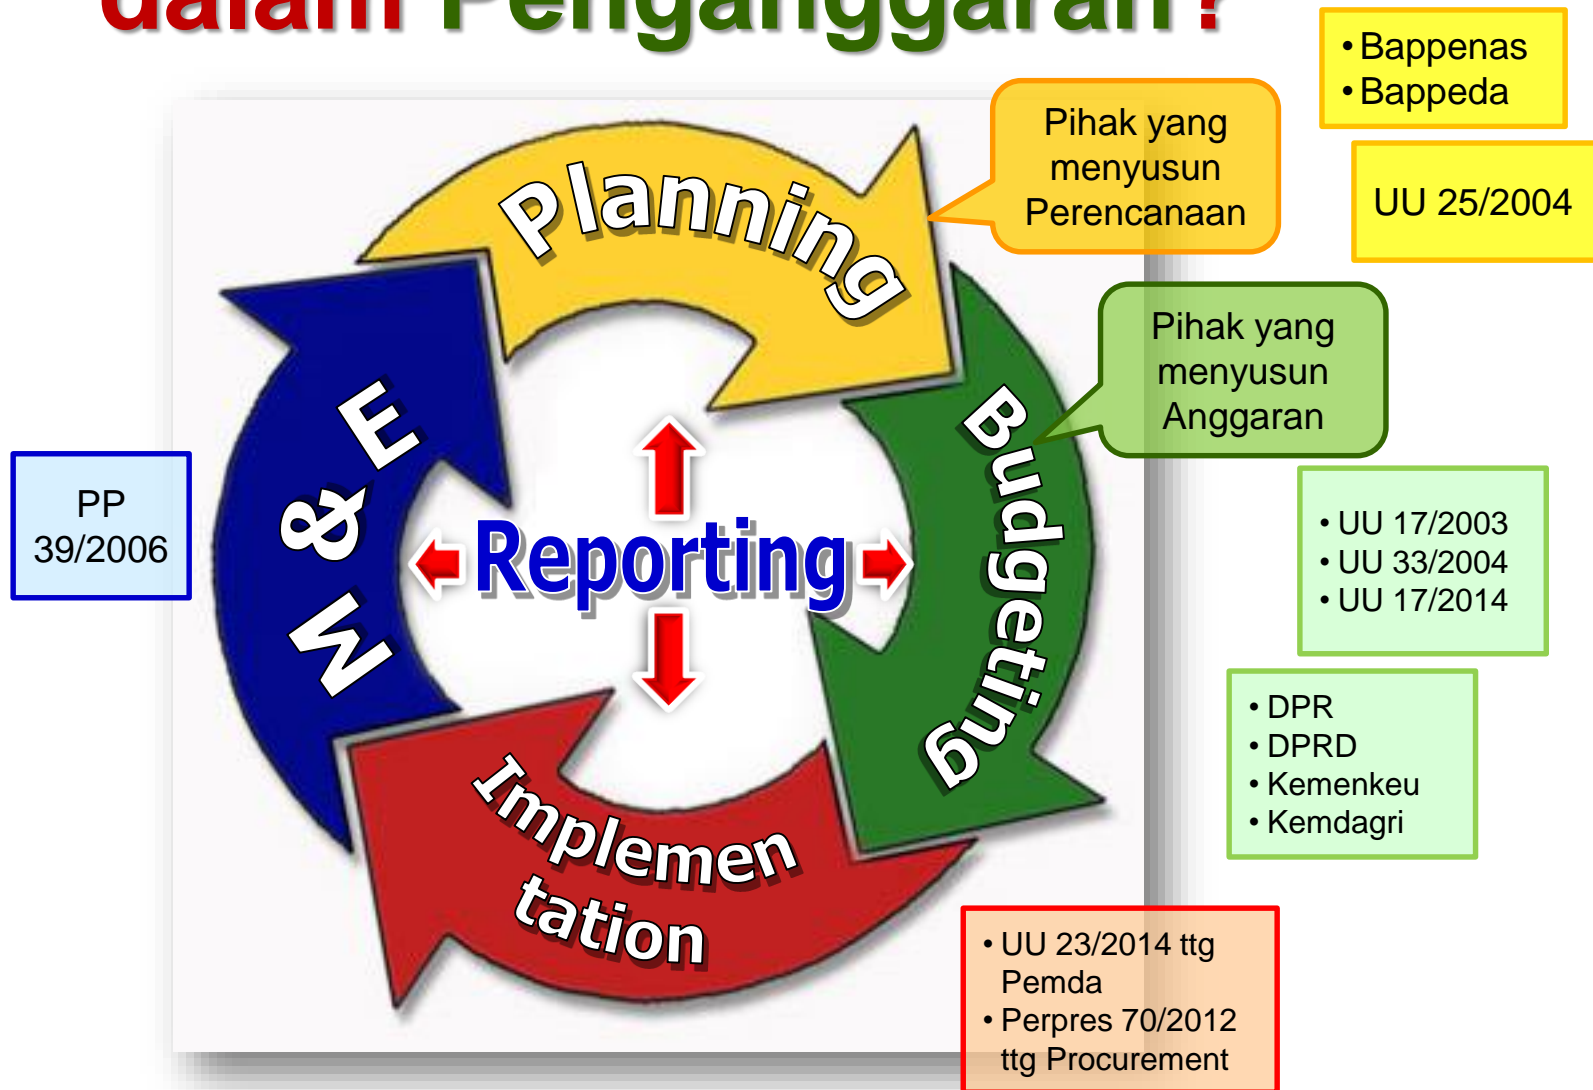 dalam Penganggaran?
• Bappenas
• Bappeda
Pihak yang
menyusun
Perencanaan
UU 25/2004
Planning
Pihak yang
menyusun
Anggaran
Budgeting
M & E
PP
39/2006
Reporting
• UU 17/2003
• UU 33/2004
• UU 17/2014
• DPR
• DPRD
• Kemenkeu
• Kemdagri
Implemen
tation
• UU 23/2014 ttg
Pemda
• Perpres 70/2012
ttg Procurement